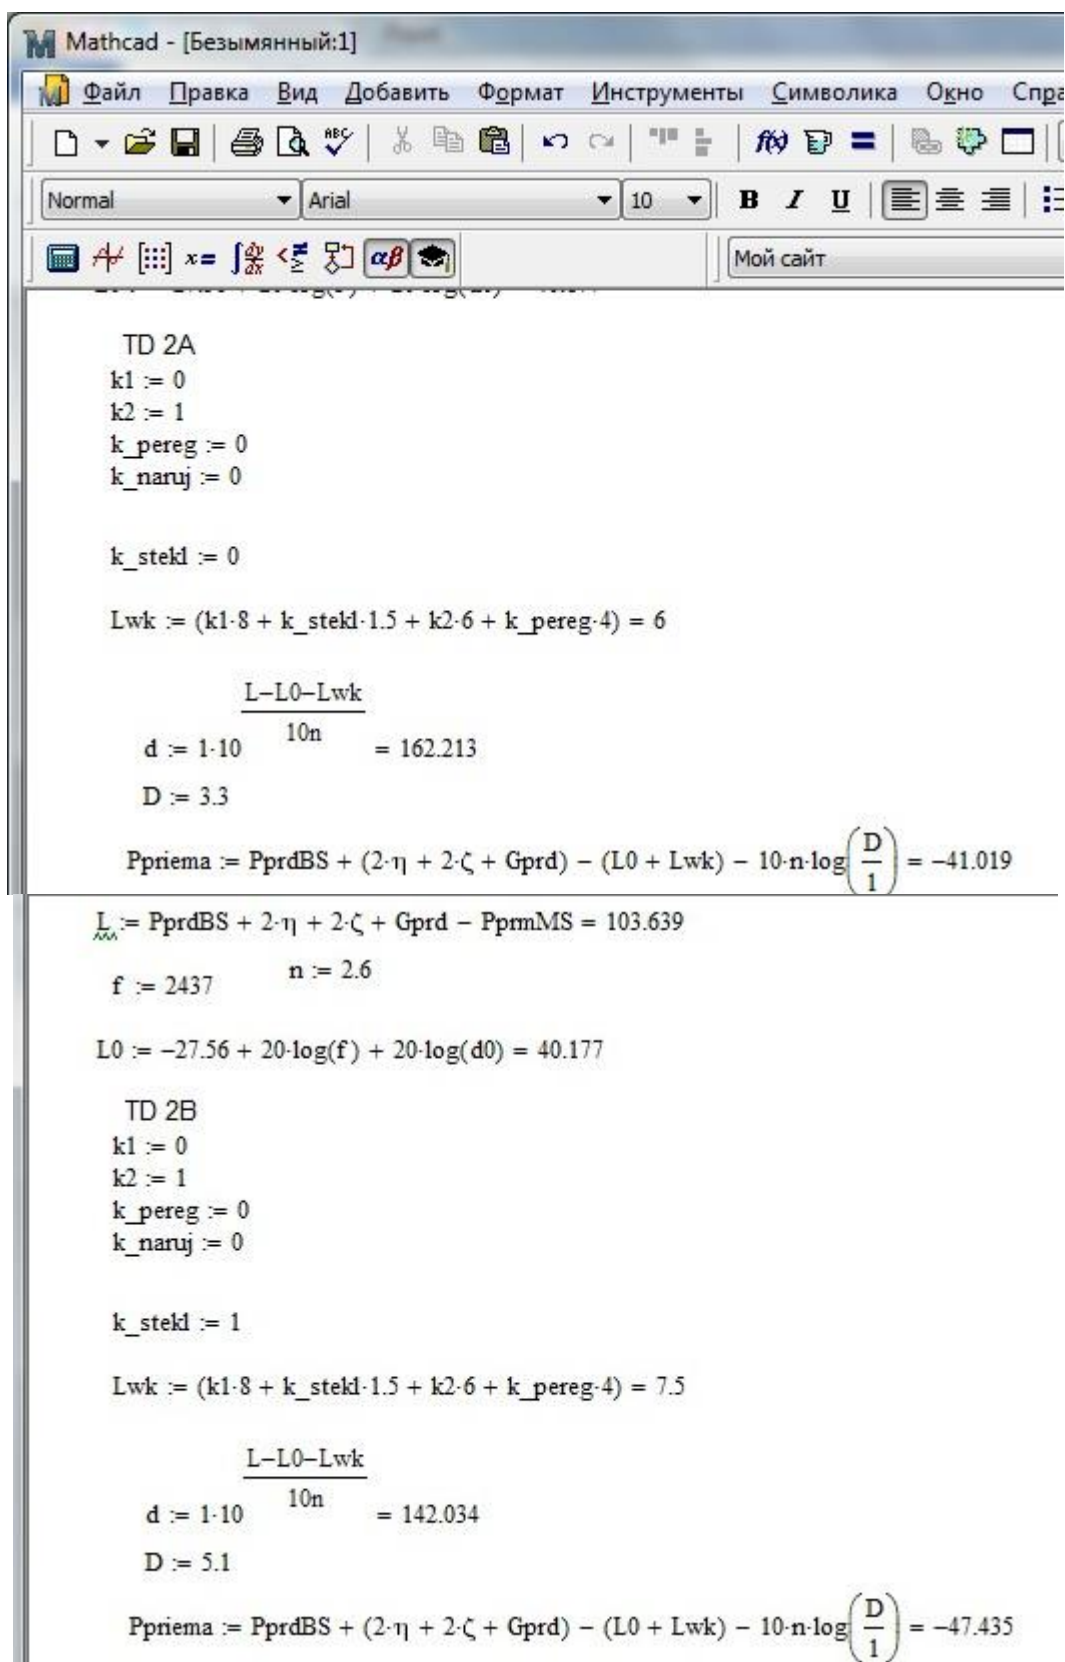 Mathcad - [Безымянный:1]
Файл Правка Вид Добавить Формат Инструменты Символика Окно
Normal Arial 10 B I U
x= αβ Мой сайт
TD 2A
k1 := 0
k2 := 1
k_pereg := 0
k_naruj := 0
k_stekl := 0
Lwk := (k1·8 + k_stekl·1.5 + k2·6 + k_pereg·4) = 6
L−L0−Lwk
10n
d := 1·10 = 162.213
D := 3.3
Ppriema := PprdBS + (2·η + 2·ζ + Gprd) − (L0 + Lwk) − 10·n·log(D/1) = −41.019
L := PprdBS + 2·η + 2·ζ + Gprd − PprmMS = 103.639
f := 2437 n := 2.6
L0 := −27.56 + 20·log(f) + 20·log(d0) = 40.177
TD 2B
k1 := 0
k2 := 1
k_pereg := 0
k_naruj := 0
k_stekl := 1
Lwk := (k1·8 + k_stekl·1.5 + k2·6 + k_pereg·4) = 7.5
L−L0−Lwk
10n
d := 1·10 = 142.034
D := 5.1
Ppriema := PprdBS + (2·η + 2·ζ + Gprd) − (L0 + Lwk) − 10·n·log(D/1) = −47.435